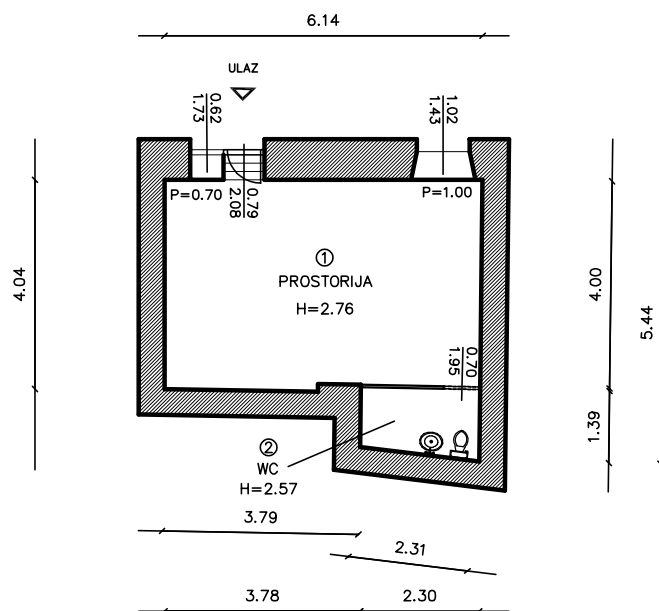 6.14
ULAZ
0.62
1.73
1.02
1.43
P=0.70
0.79
2.08
P=1.00
4.04
1
PROSTORIJA
H=2.76
4.00
5.44
0.70
1.95
1.39
2
WC
H=2.57
3.79
2.31
3.78
2.30